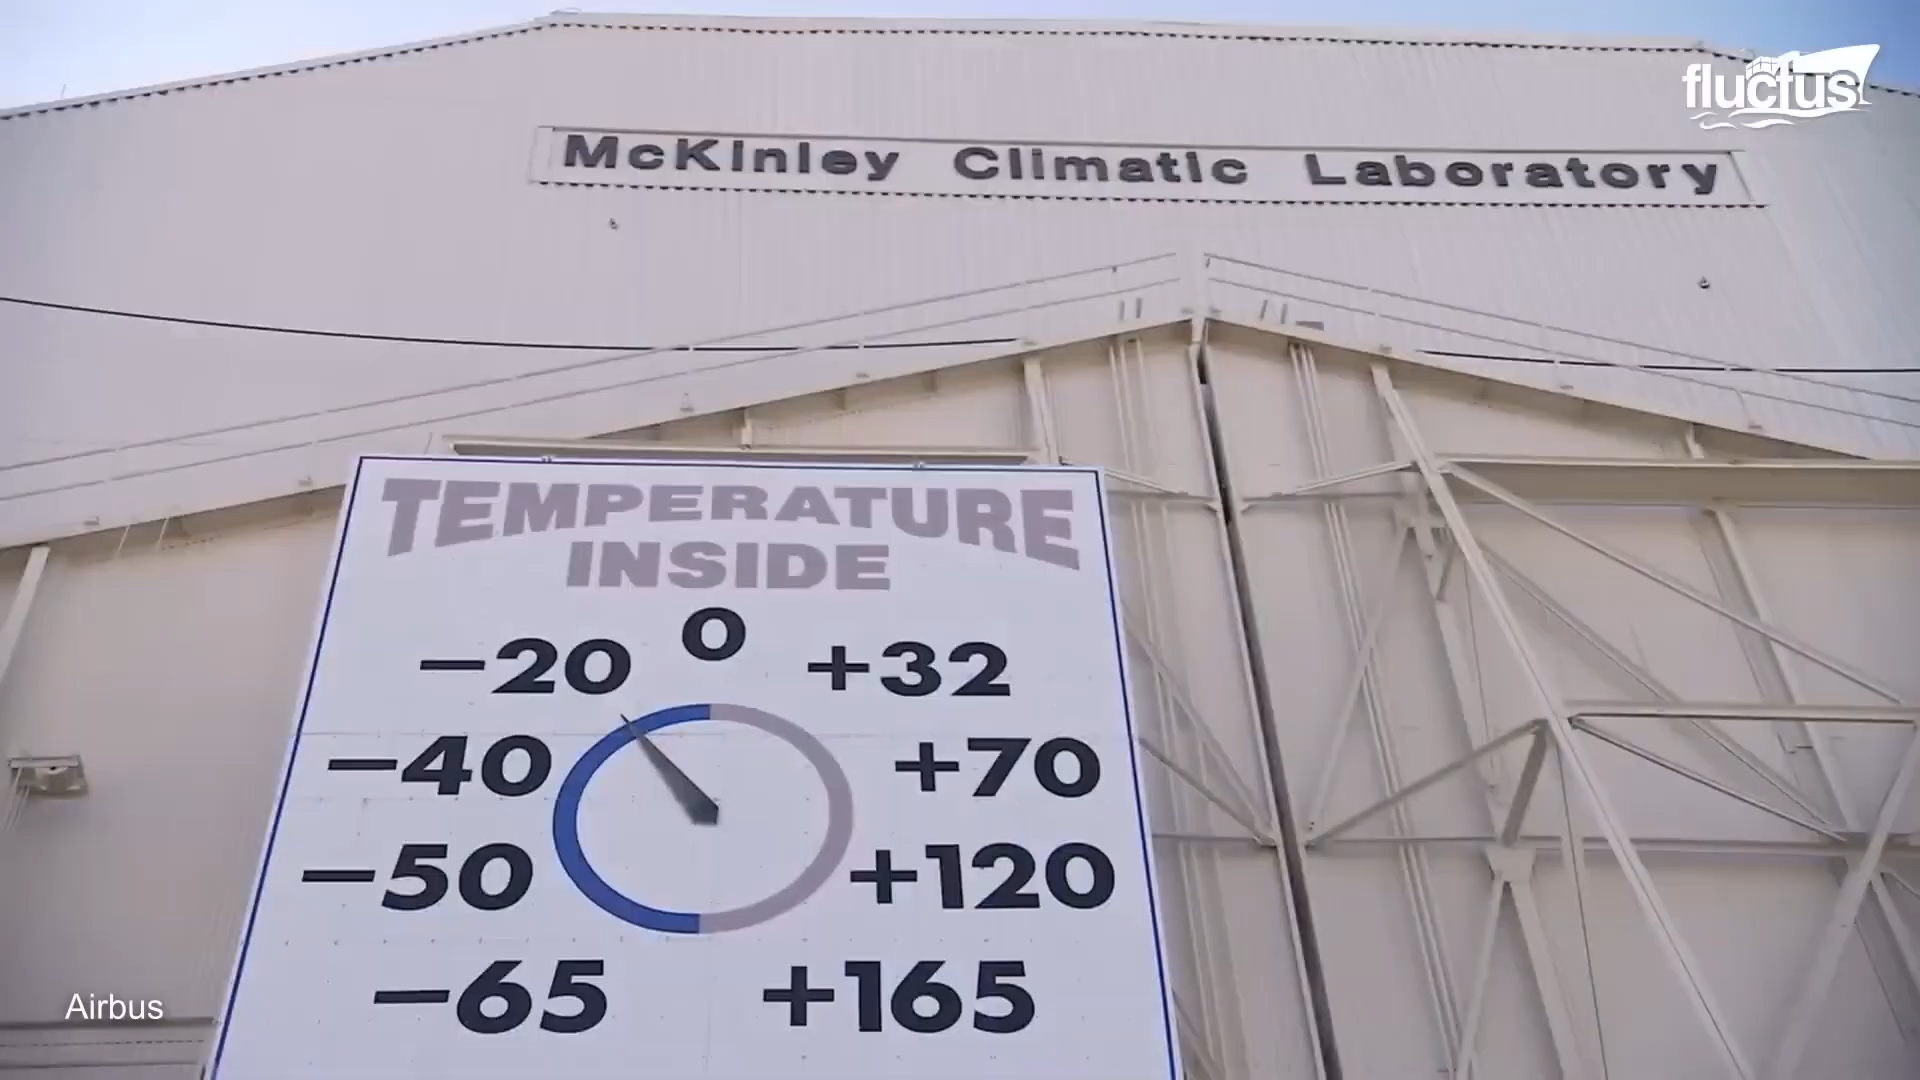 fluctus
McKinley Climatic Laboratory
TEMPERATURE
INSIDE
0
−20 +32
−40 +70
−50 +120
−65 +165
Airbus